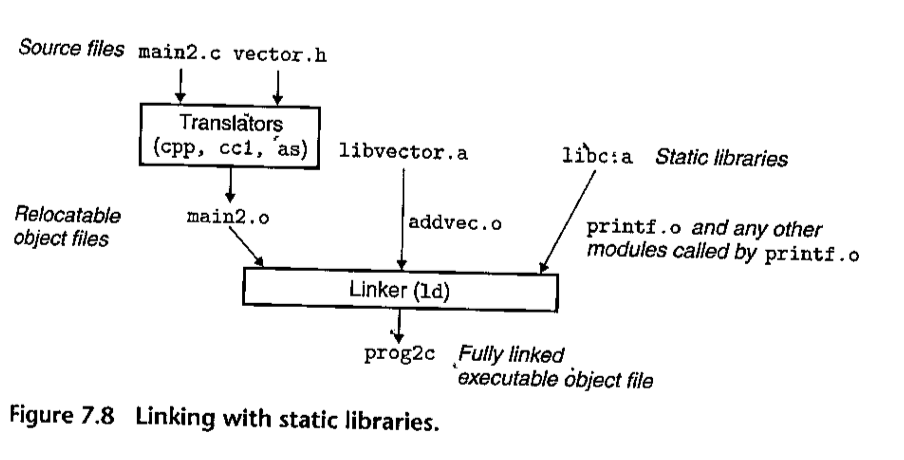 Source files main2.c vector.h
Translators
(cpp, cc1, as)
libvector.a
libc.a Static libraries
Relocatable
object files
main2.o
addvec.o
printf.o and any other
modules called by printf.o
Linker (ld)
prog2c Fully linked
executable object file
Figure 7.8 Linking with static libraries.